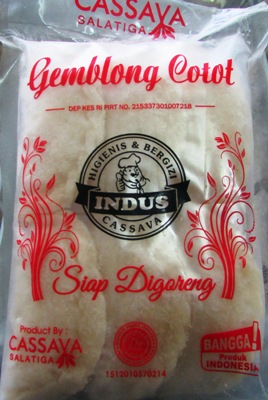 CASSAVA
SALATIGA
Gemblong Cotot
DEP KES RI PIRT NO. 215337301007218
HIGIENIS & BERGIZI
INDUS
CASSAVA
Siap Digoreng
Product By :
CASSAVA
SALATIGA
15120010570214
BANGGA!
Produk
INDONESIA